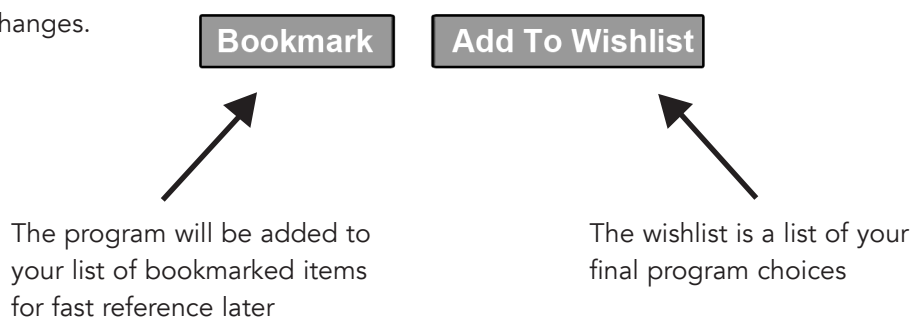 hanges.
Bookmark
Add To Wishlist
The program will be added to
your list of bookmarked items
for fast reference later
The wishlist is a list of your
final program choices